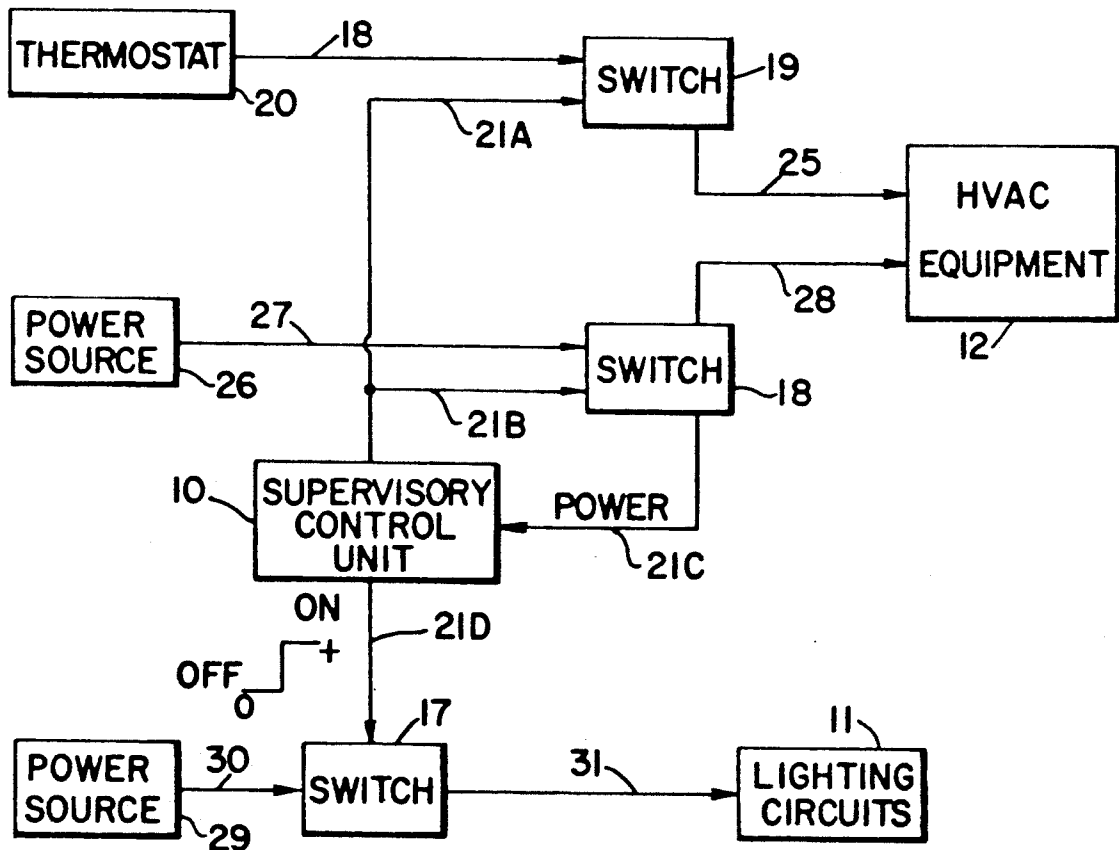 THERMOSTAT
20
18
21A
SWITCH
19
25
HVAC
EQUIPMENT
12
28
POWER
SOURCE
26
27
21B
SWITCH
18
10
SUPERVISORY
CONTROL
UNIT
POWER
21C
ON
OFF
0
+
21D
17
POWER
SOURCE
29
30
SWITCH
31
11
LIGHTING
CIRCUITS